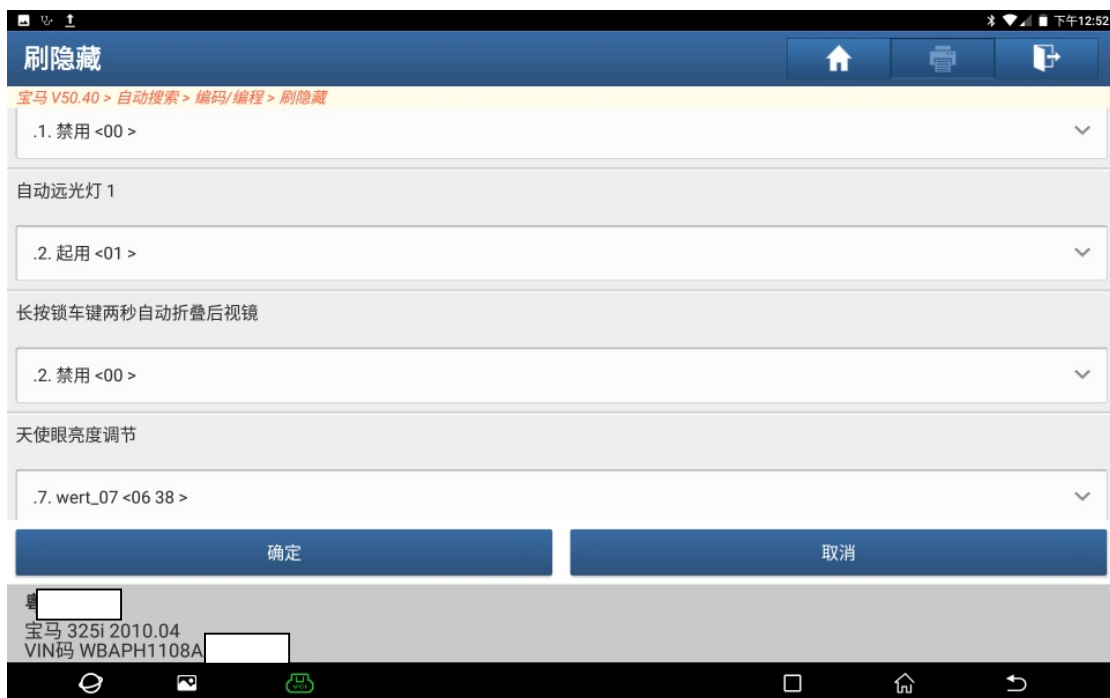 下午12:52
刷隐藏
宝马 V50.40 > 自动搜索 > 编码/编程 > 刷隐藏
.1. 禁用 <00 >
自动远光灯 1
.2. 起用 <01 >
长按锁车键两秒自动折叠后视镜
.2. 禁用 <00 >
天使眼亮度调节
.7. wert_07 <06 38 >
确定
取消
粤
宝马 325i 2010.04
VIN码 WBAPH1108A
VCI